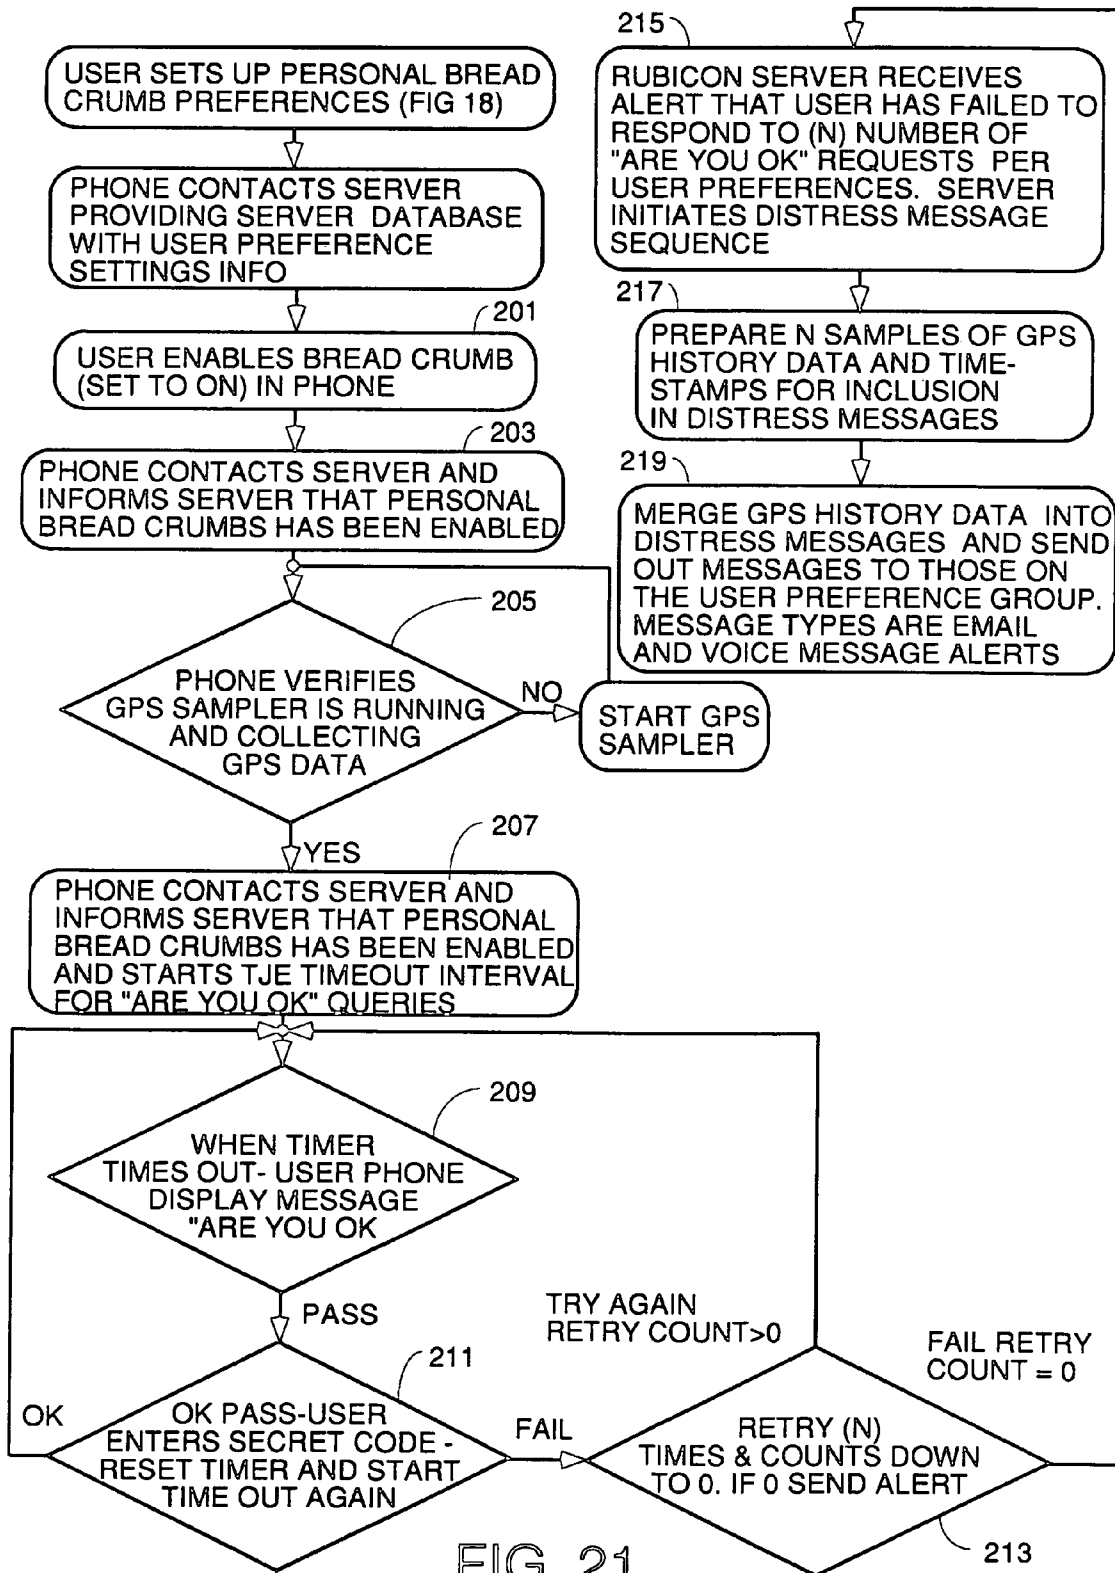 USER SETS UP PERSONAL BREAD
CRUMB PREFERENCES (FIG 18)
PHONE CONTACTS SERVER
PROVIDING SERVER DATABASE
WITH USER PREFERENCE
SETTINGS INFO
201
USER ENABLES BREAD CRUMB
(SET TO ON) IN PHONE
203
PHONE CONTACTS SERVER AND
INFORMS SERVER THAT PERSONAL
BREAD CRUMBS HAS BEEN ENABLED
205
PHONE VERIFIES
GPS SAMPLER IS RUNNING
AND COLLECTING
GPS DATA
NO
START GPS
SAMPLER
YES
207
PHONE CONTACTS SERVER AND
INFORMS SERVER THAT PERSONAL
BREAD CRUMBS HAS BEEN ENABLED
AND STARTS TJE TIMEOUT INTERVAL
FOR "ARE YOU OK" QUERIES
209
WHEN TIMER
TIMES OUT- USER PHONE
DISPLAY MESSAGE
"ARE YOU OK
PASS
211
OK
OK PASS-USER
ENTERS SECRET CODE -
RESET TIMER AND START
TIME OUT AGAIN
FAIL
TRY AGAIN
RETRY COUNT>0
FAIL RETRY
COUNT = 0
RETRY (N)
TIMES & COUNTS DOWN
TO 0. IF 0 SEND ALERT
213
215
RUBICON SERVER RECEIVES
ALERT THAT USER HAS FAILED TO
RESPOND TO (N) NUMBER OF
"ARE YOU OK" REQUESTS PER
USER PREFERENCES. SERVER
INITIATES DISTRESS MESSAGE
SEQUENCE
217
PREPARE N SAMPLES OF GPS
HISTORY DATA AND TIME-
STAMPS FOR INCLUSION
IN DISTRESS MESSAGES
219
MERGE GPS HISTORY DATA INTO
DISTRESS MESSAGES AND SEND
OUT MESSAGES TO THOSE ON
THE USER PREFERENCE GROUP.
MESSAGE TYPES ARE EMAIL
AND VOICE MESSAGE ALERTS
FIG. 21